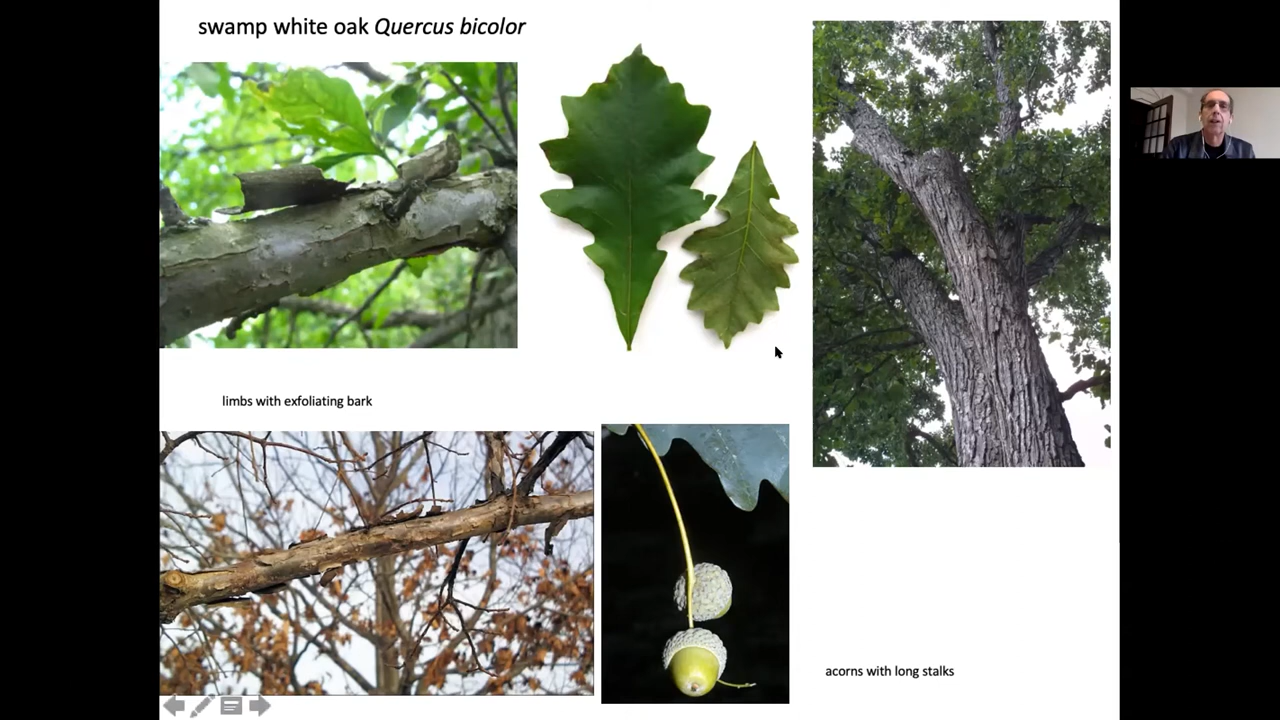 swamp white oak Quercus bicolor
limbs with exfoliating bark
acorns with long stalks